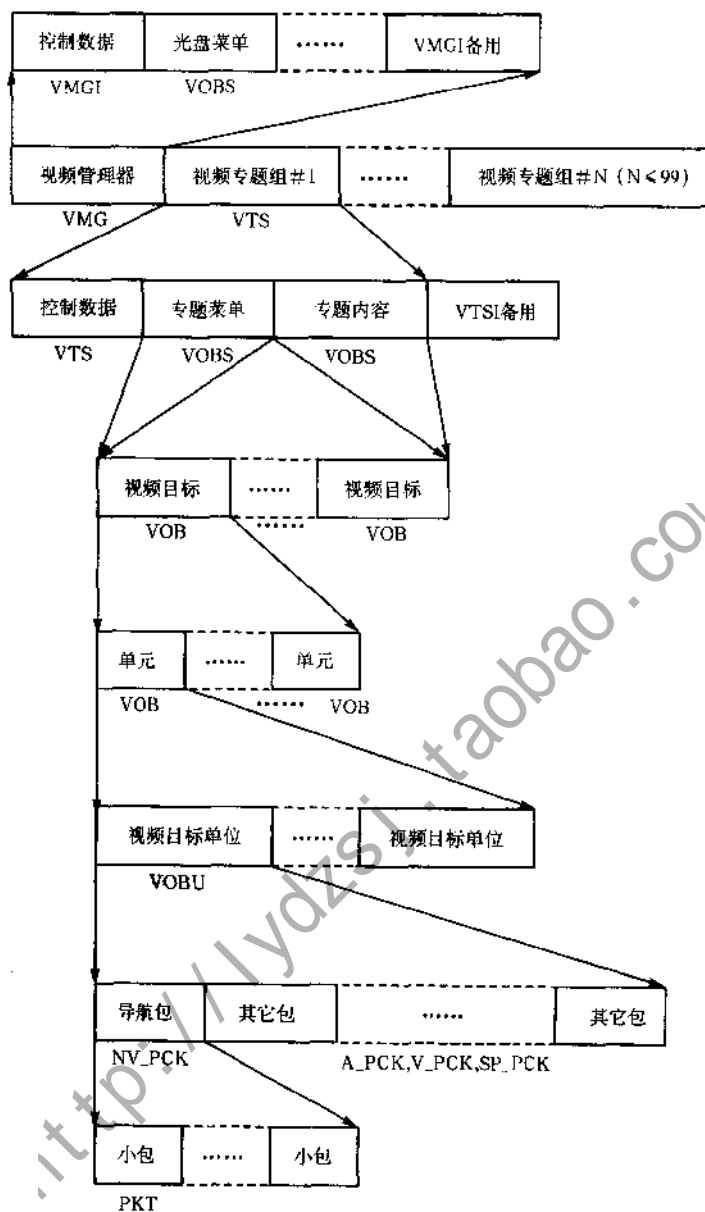 控制数据 光盘菜单 …… VMGI备用
VMGI VOBS
视频管理器 视频专题组#1 …… 视频专题组#N（N≤99）
VMG VTS
控制数据 专题菜单 专题内容 VTSI备用
VTS VOBS VOBS
视频目标 …… 视频目标
VOB …… VOB
单元 …… 单元
VOB …… VOB
视频目标单位 …… 视频目标单位
VOBU
导航包 其它包 …… 其它包
NV_PCK A_PCK,V_PCK,SP_PCK
小包 …… 小包
PKT
http://lydzsj.taobao.com